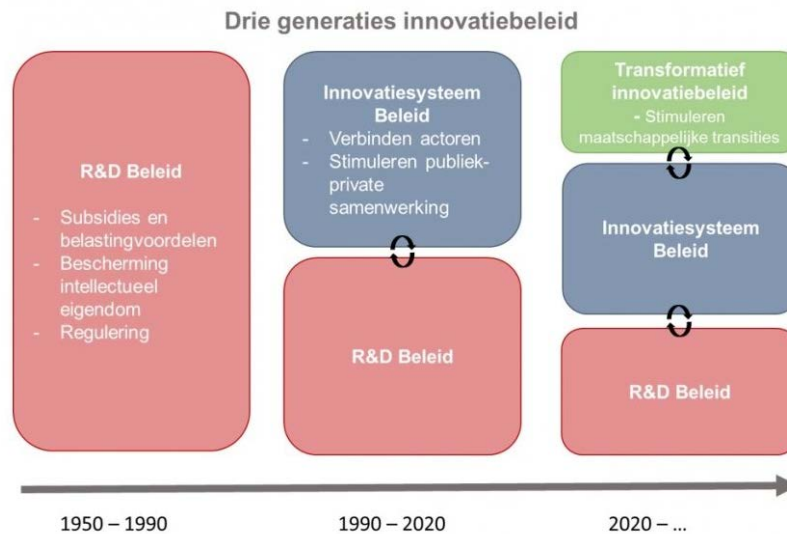 Drie generaties innovatiebeleid
R&D Beleid
- Subsidies en
belastingvoordelen
- Bescherming
intellectueel
eigendom
- Regulering
Innovatiesysteem
Beleid
- Verbinden actoren
- Stimuleren publiek-
private
samenwerking
R&D Beleid
Transformatief
innovatiebeleid
- Stimuleren
maatschappelijke transities
Innovatiesysteem
Beleid
R&D Beleid
1950 – 1990
1990 – 2020
2020 – ...